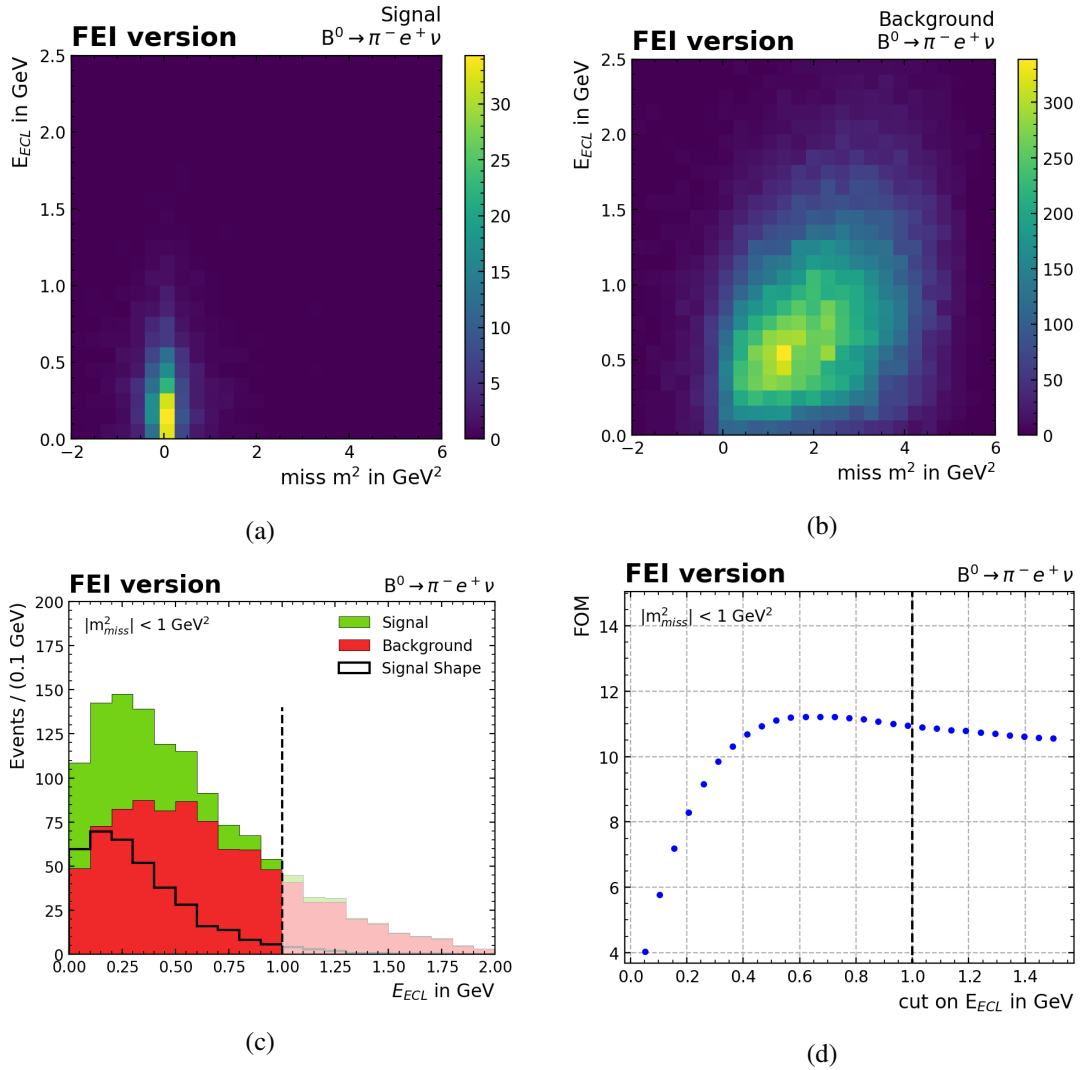 FEI version
Signal
B⁰ → π⁻ e⁺ ν
E_ECL in GeV
2.5
2.0
1.5
1.0
0.5
0.0
−2
0
2
4
6
miss m² in GeV²
30
25
20
15
10
5
0
(a)
FEI version
Background
B⁰ → π⁻ e⁺ ν
E_ECL in GeV
2.5
2.0
1.5
1.0
0.5
0.0
−2
0
2
4
6
miss m² in GeV²
300
250
200
150
100
50
0
(b)
FEI version
B⁰ → π⁻ e⁺ ν
Events / (0.1 GeV)
200
175
150
125
100
75
50
25
0
|m²_miss| < 1 GeV²
Signal
Background
Signal Shape
0.00
0.25
0.50
0.75
1.00
1.25
1.50
1.75
2.00
E_ECL in GeV
(c)
FEI version
B⁰ → π⁻ e⁺ ν
FOM
14
12
10
8
6
4
|m²_miss| < 1 GeV²
0.0
0.2
0.4
0.6
0.8
1.0
1.2
1.4
cut on E_ECL in GeV
(d)